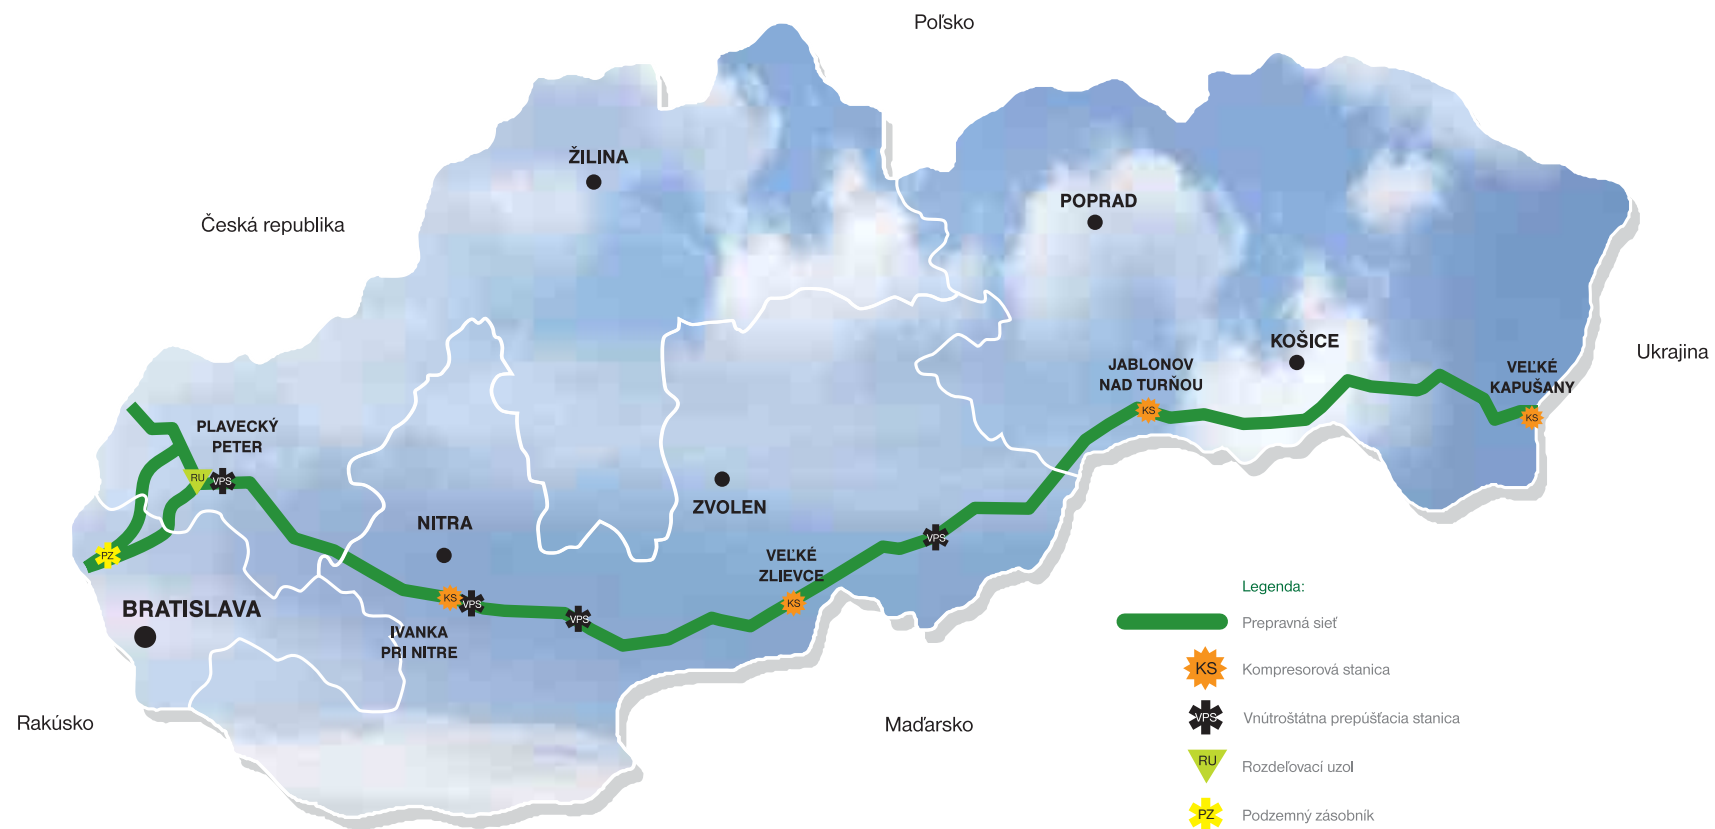 Poľsko
ŽILINA
POPRAD
Česká republika
KOŠICE
Ukrajina
JABLONOV
NAD TURŇOU
VEĽKÉ
KAPUŠANY
KS
KS
PLAVECKÝ
PETER
RU
VPS
ZVOLEN
NITRA
VPS
PZ
VEĽKÉ
ZLIEVCE
KS
KS
VPS
VPS
BRATISLAVA
IVANKA
PRI NITRE
Rakúsko
Maďarsko
Legenda:
Prepravná sieť
KS
Kompresorová stanica
VPS
Vnútroštátna prepúšťacia stanica
RU
Rozdeľovací uzol
PZ
Podzemný zásobník